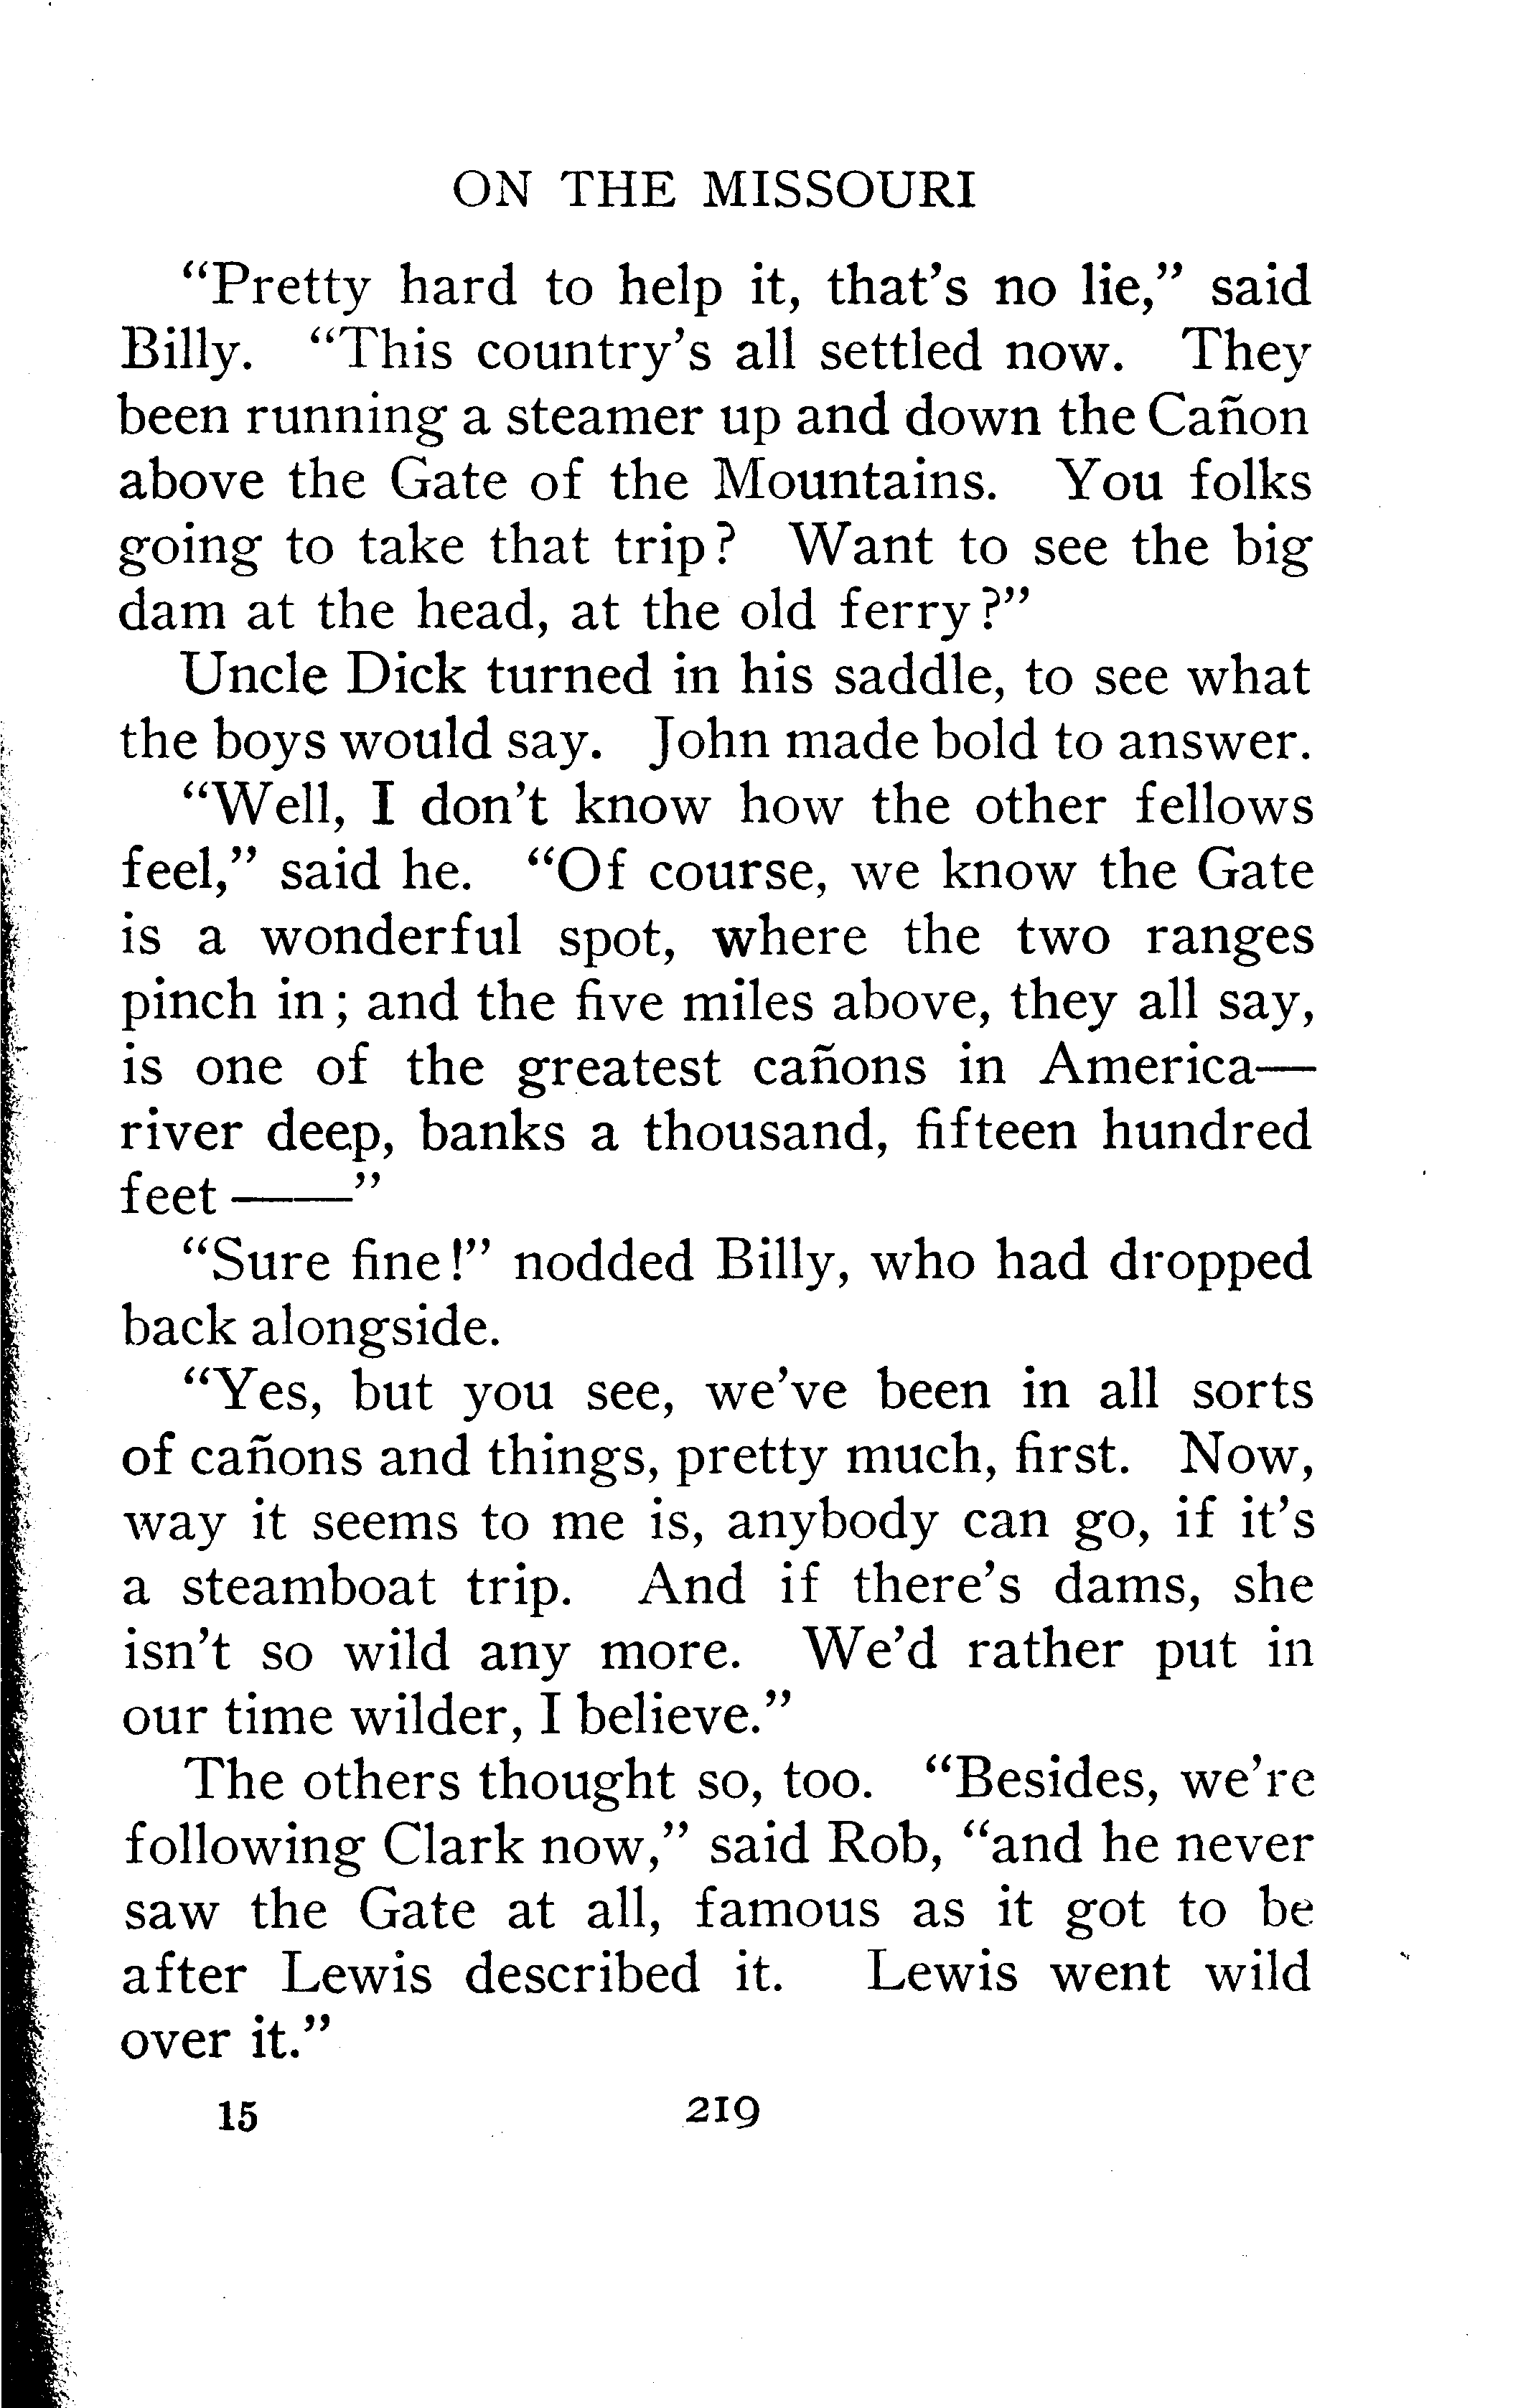 ON THE MISSOURI
“Pretty hard to help it, that’s no lie,” said
Billy. “This country’s all settled now. They
been running a steamer up and down the Cañon
above the Gate of the Mountains. You folks
going to take that trip? Want to see the big
dam at the head, at the old ferry?”
Uncle Dick turned in his saddle, to see what
the boys would say. John made bold to answer.
“Well, I don’t know how the other fellows
feel,” said he. “Of course, we know the Gate
is a wonderful spot, where the two ranges
pinch in; and the five miles above, they all say,
is one of the greatest cañons in America—
river deep, banks a thousand, fifteen hundred
feet ——”
“Sure fine!” nodded Billy, who had dropped
back alongside.
“Yes, but you see, we’ve been in all sorts
of cañons and things, pretty much, first. Now,
way it seems to me is, anybody can go, if it’s
a steamboat trip. And if there’s dams, she
isn’t so wild any more. We’d rather put in
our time wilder, I believe.”
The others thought so, too. “Besides, we’re
following Clark now,” said Rob, “and he never
saw the Gate at all, famous as it got to be
after Lewis described it. Lewis went wild
over it.”
15 219